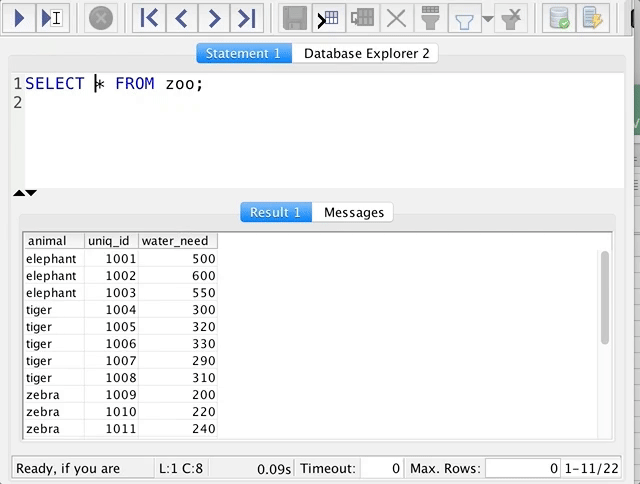 Statement 1 Database Explorer 2
1 SELECT * FROM zoo;
2
Result 1 Messages
animal uniq_id water_need
elephant 1001 500
elephant 1002 600
elephant 1003 550
tiger 1004 300
tiger 1005 320
tiger 1006 330
tiger 1007 290
tiger 1008 310
zebra 1009 200
zebra 1010 220
zebra 1011 240
Ready, if you are L:1 C:8 0.09s Timeout: 0 Max. Rows: 0 1-11/22